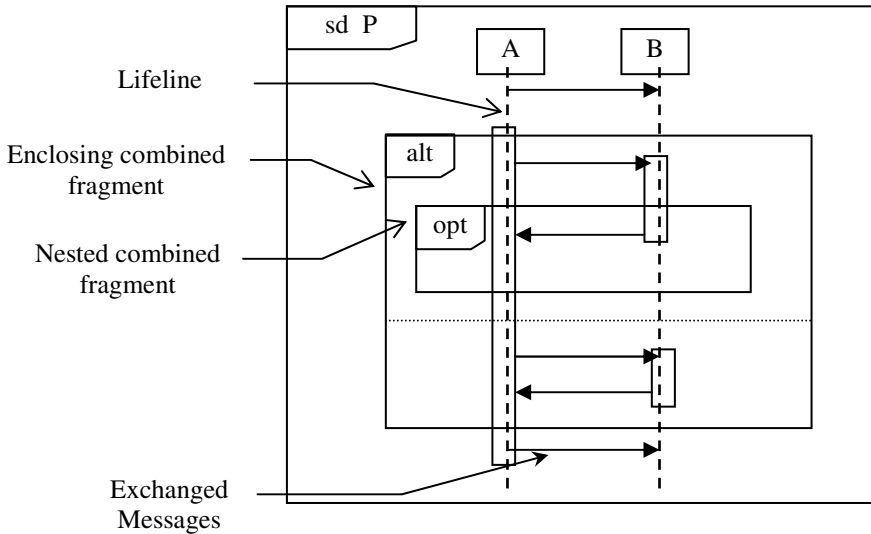 sd P
A
B
Lifeline
alt
Enclosing combined
fragment
opt
Nested combined
fragment
Exchanged
Messages